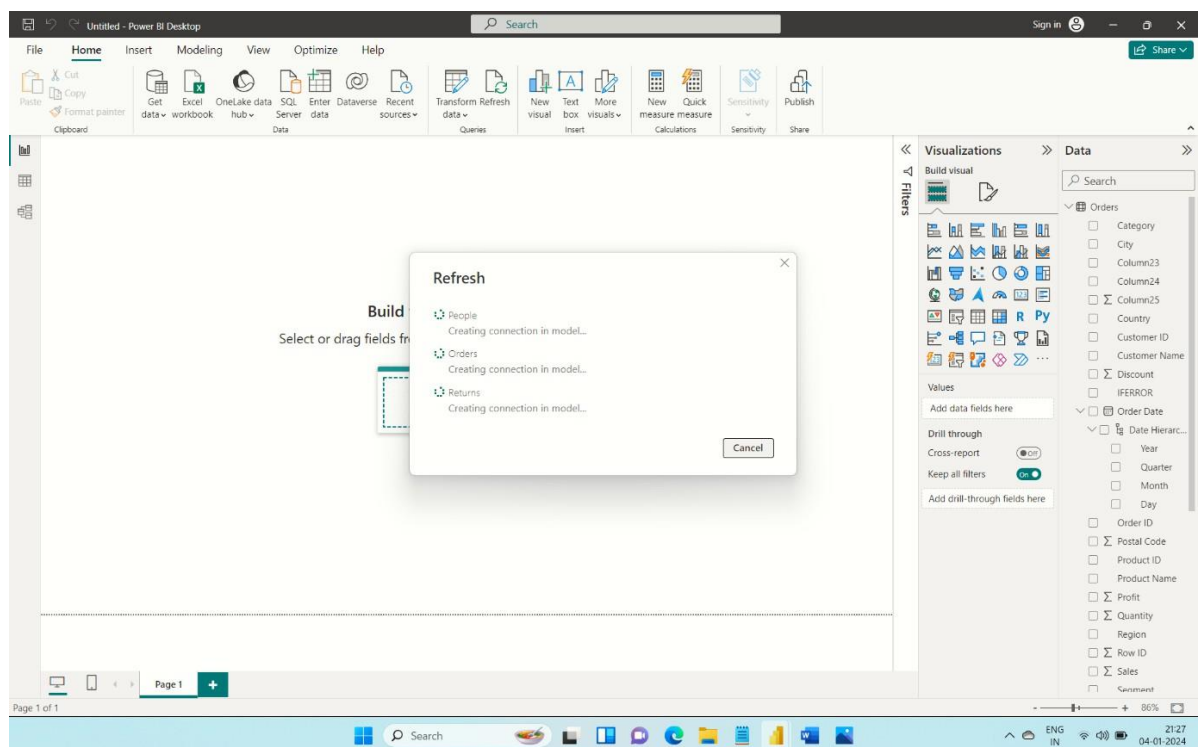 Untitled - Power BI Desktop
Search
Sign in
File Home Insert Modeling View Optimize Help
Share
Paste
Cut
Copy
Format painter
Clipboard
Get data
Excel workbook
OneLake data hub
SQL Server
Enter data
Dataverse
Recent sources
Data
Transform data
Refresh
Queries
New visual
Text box
More visuals
Insert
New measure
Quick measure
Calculations
Sensitivity
Sensitivity
Publish
Share
Build
Select or drag fields fr
Refresh
People
Creating connection in model...
Orders
Creating connection in model...
Returns
Creating connection in model...
Cancel
Filters
Visualizations
Build visual
123
R Py
Values
Add data fields here
Drill through
Cross-report Off
Keep all filters On
Add drill-through fields here
Data
Search
Orders
Category
City
Column23
Column24
∑ Column25
Country
Customer ID
Customer Name
∑ Discount
IFERROR
Order Date
Date Hierarc...
Year
Quarter
Month
Day
Order ID
∑ Postal Code
Product ID
Product Name
∑ Profit
∑ Quantity
Region
∑ Row ID
∑ Sales
Segment
Page 1
+
Page 1 of 1
- + 86%
Search
ENG
IN
21:27
04-01-2024